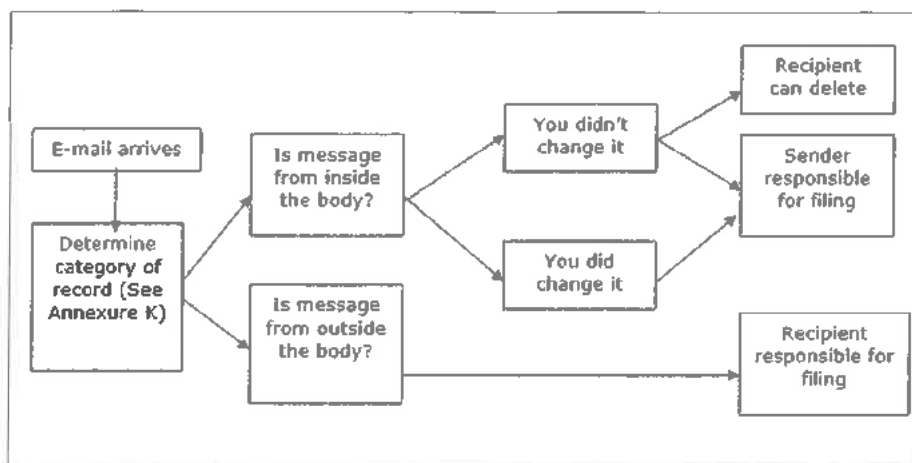 E-mail arrives
Determine
category of
record (See
Annexure K)
Is message
from inside
the body?
Is message
from outside
the body?
You didn't
change it
You did
change it
Recipient
can delete
Sender
responsible
for filing
Recipient
responsible for
filing